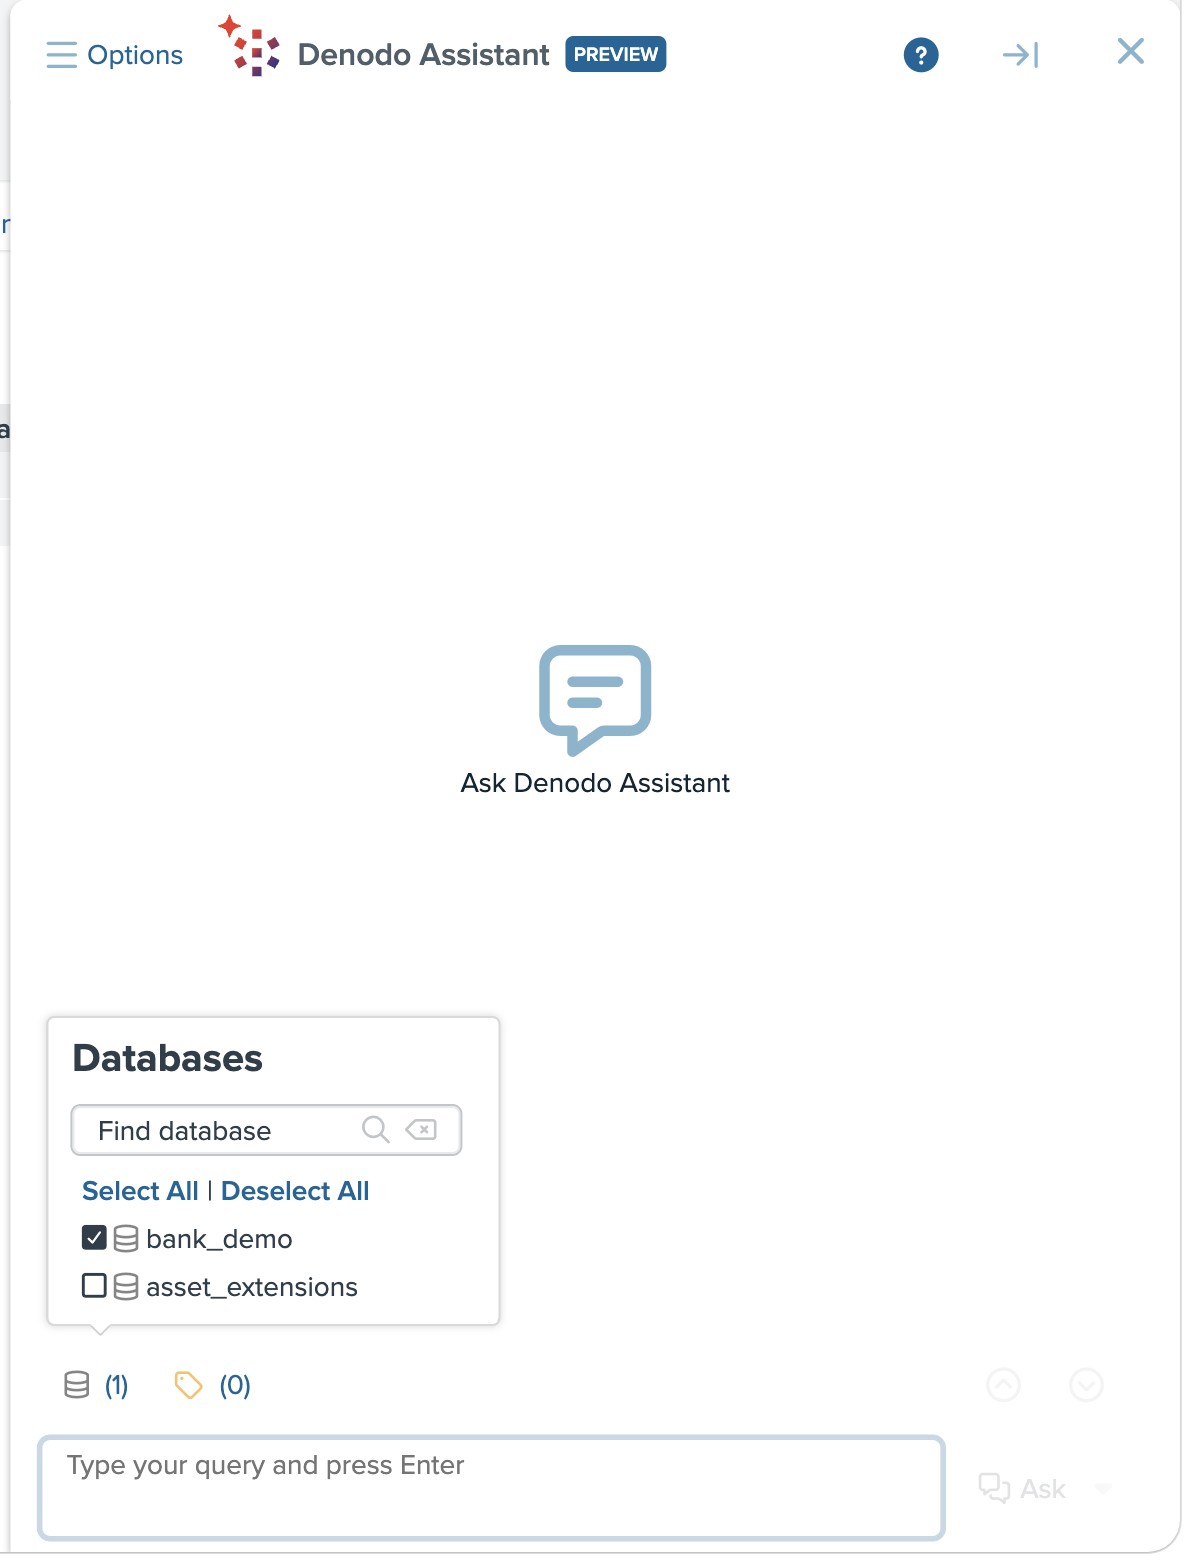 Options
Denodo Assistant
PREVIEW
?
r
a
Ask Denodo Assistant
Databases
Find database
Select All | Deselect All
bank_demo
asset_extensions
(1)
(0)
Type your query and press Enter
Ask